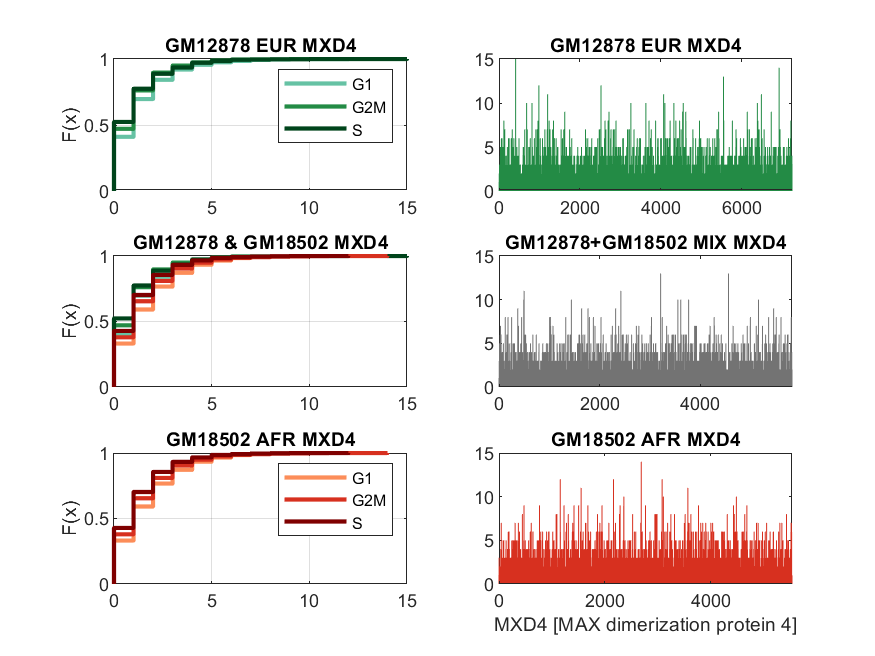 GM12878 EUR MXD4
F(x)
1
0.5
0
0 5 10 15
G1
G2M
S
GM12878 EUR MXD4
15
10
5
0
0 2000 4000 6000
GM12878 & GM18502 MXD4
F(x)
1
0.5
0
0 5 10 15
GM12878+GM18502 MIX MXD4
15
10
5
0
0 2000 4000
GM18502 AFR MXD4
F(x)
1
0.5
0
0 5 10 15
G1
G2M
S
GM18502 AFR MXD4
15
10
5
0
0 2000 4000
MXD4 [MAX dimerization protein 4]